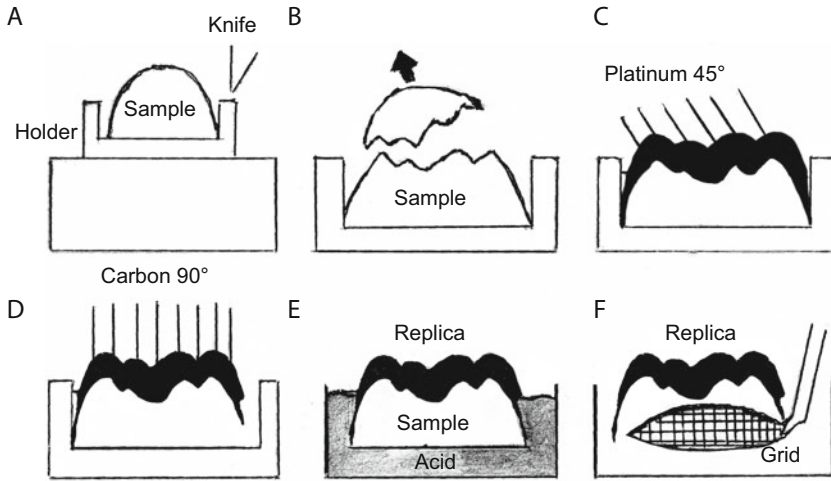 A
Knife
Sample
Holder
B
Sample
C
Platinum 45°
Carbon 90°
D
E
Replica
Sample
Acid
F
Replica
Grid